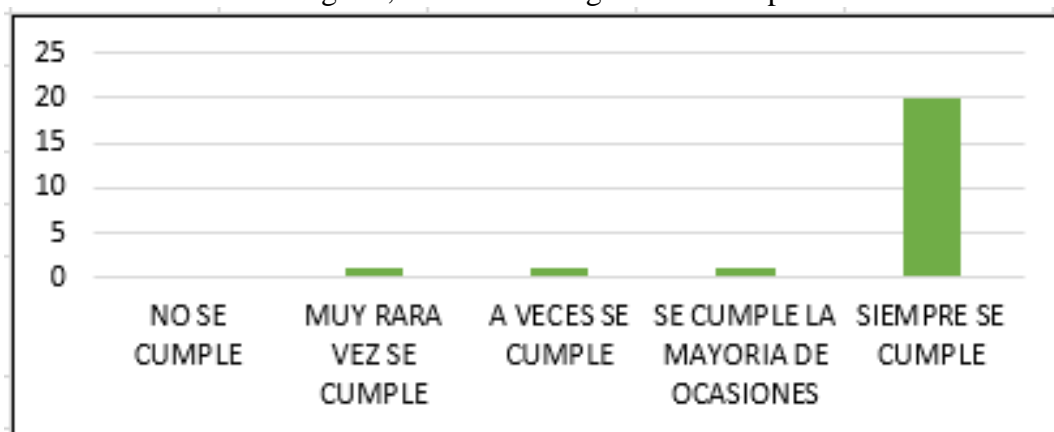 25
20
15
10
5
0
NO SE CUMPLE
MUY RARA VEZ SE CUMPLE
A VECES SE CUMPLE
SE CUMPLE LA MAYORIA DE OCASIONES
SIEMPRE SE CUMPLE